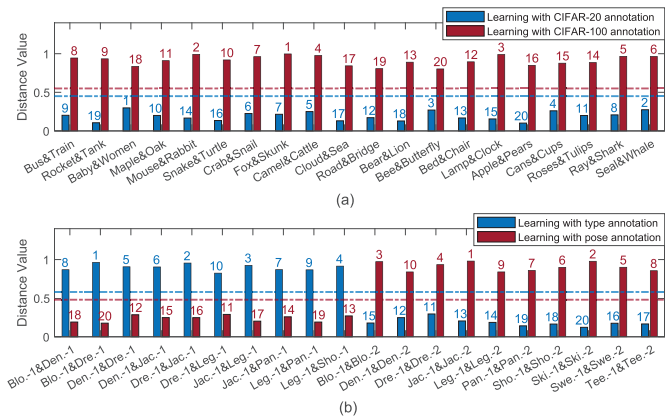 Learning with CIFAR-20 annotation
Learning with CIFAR-100 annotation
Distance Value
1
0.5
0
8 9 18 11 2 10 7 1 4 17 19 13 20 12 3 16 15 14 5 6
9 19 1 10 14 16 6 7 5 17 12 18 3 13 15 20 4 11 8 2
Bus&Train
Rocket&Tank
Baby&Women
Maple&Oak
Mouse&Rabbit
Snake&Turtle
Crab&Snail
Fox&Skunk
Camel&Cattle
Cloud&Sea
Road&Bridge
Bear&Lion
Bee&Butterfly
Bed&Chair
Lamp&Clock
Apple&Pears
Cans&Cups
Roses&Tulips
Ray&Shark
Seal&Whale
(a)
Learning with type annotation
Learning with pose annotation
Distance Value
1
0.5
0
8 1 5 6 2 10 3 7 9 4 3 10 4 1 9 7 6 2 5 8
18 20 12 15 16 11 17 14 19 13 15 12 11 13 14 19 18 20 16 17
Blo.-1&Den.-1
Blo.-1&Dre.-1
Den.-1&Dre.-1
Den.-1&Jac.-1
Dre.-1&Jac.-1
Dre.-1&Leg.-1
Jac.-1&Leg.-1
Jac.-1&Pan.-1
Leg.-1&Pan.-1
Leg.-1&Sho.-1
Blo.-1&Blo.-2
Den.-1&Den.-2
Dre.-1&Dre.-2
Jac.-1&Jac.-2
Leg.-1&Leg.-2
Pan.-1&Pan.-2
Sho.-1&Sho.-2
Ski.-1&Ski.-2
Swe.-1&Swe.-2
Tee.-1&Tee.-2
(b)